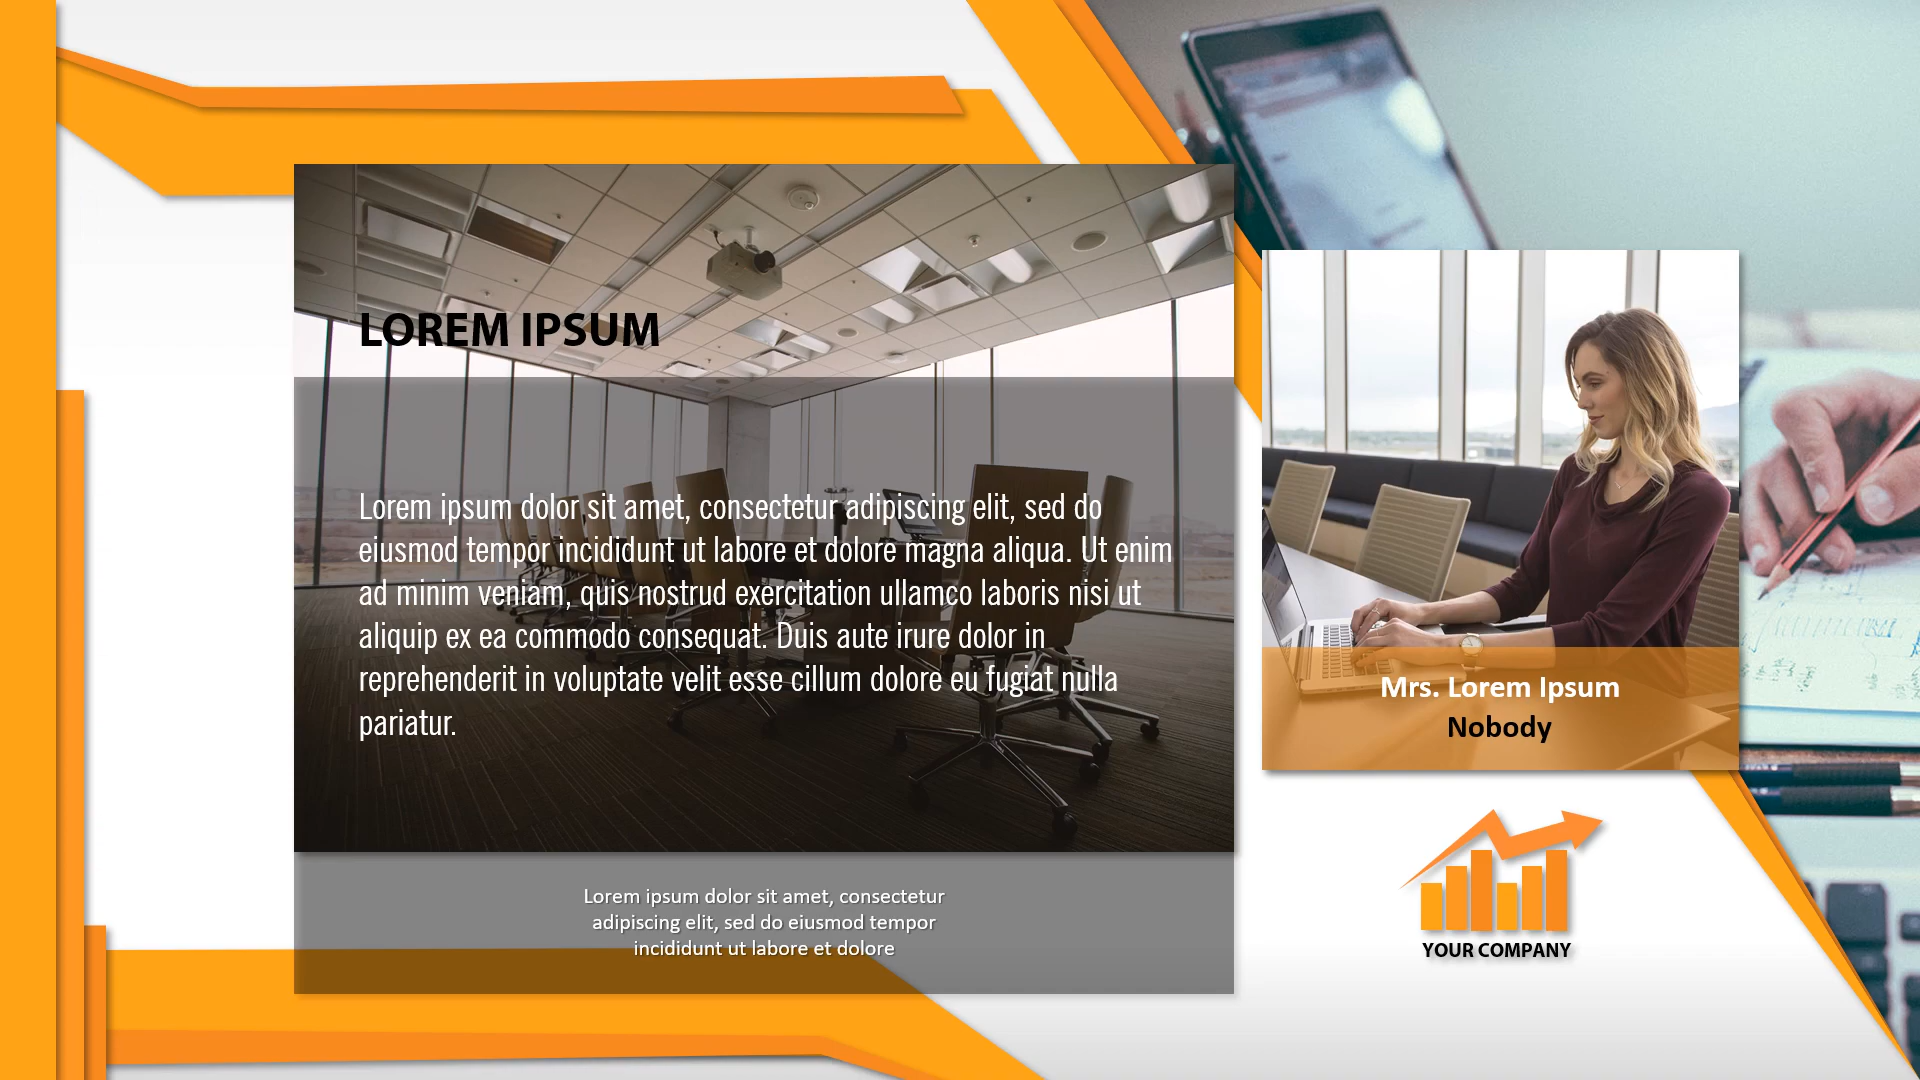 LOREM IPSUM
Lorem ipsum dolor sit amet, consectetur adipiscing elit, sed do
eiusmod tempor incididunt ut labore et dolore magna aliqua. Ut enim
ad minim veniam, quis nostrud exercitation ullamco laboris nisi ut
aliquip ex ea commodo consequat. Duis aute irure dolor in
reprehenderit in voluptate velit esse cillum dolore eu fugiat nulla
pariatur.
Lorem ipsum dolor sit amet, consectetur
adipiscing elit, sed do eiusmod tempor
incididunt ut labore et dolore
Mrs. Lorem Ipsum
Nobody
YOUR COMPANY